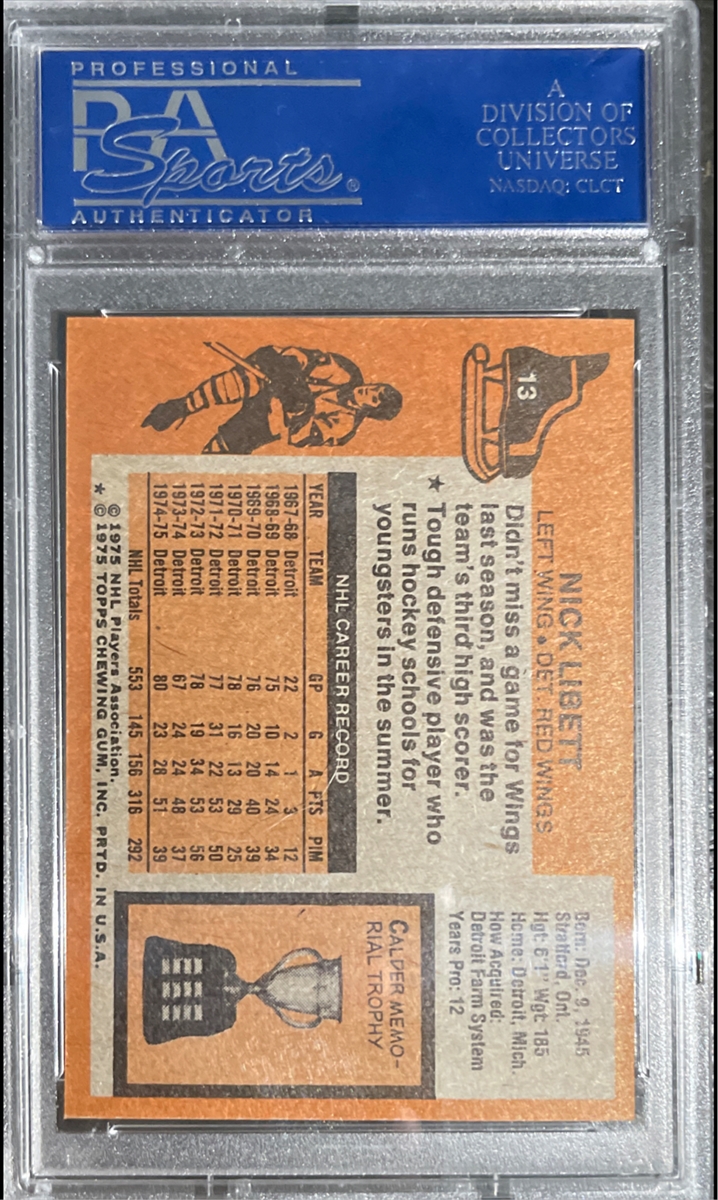 PROFESSIONAL
PA
Sports®
AUTHENTICATOR
A
DIVISION OF
COLLECTORS
UNIVERSE
NASDAQ: CLCT
13
NICK LIBETT
LEFT WING • DET. RED WINGS
Didn't miss a game for Wings
last season, and was the
team's third high scorer.
★ Tough defensive player who
runs hockey schools for
youngsters in the summer.
Born: Dec. 9, 1945
Stratford, Ont.
Hgt: 6'1" Wgt: 185
Home: Detroit, Mich.
How Acquired:
Detroit Farm System
Years Pro: 12
NHL CAREER RECORD
YEAR TEAM GP G A PTS PIM
1967-68 Detroit 22 2 1 3 12
1968-69 Detroit 75 10 14 24 34
1969-70 Detroit 76 20 20 40 39
1970-71 Detroit 78 16 13 29 25
1971-72 Detroit 77 31 22 53 50
1972-73 Detroit 78 19 34 53 56
1973-74 Detroit 67 24 24 48 37
1974-75 Detroit 80 23 28 51 39
NHL Totals 553 145 156 316 292
CALDER MEMO-
RIAL TROPHY
© 1975 NHL Players Association.
* © 1975 TOPPS CHEWING GUM, INC. PRTD. IN U.S.A.